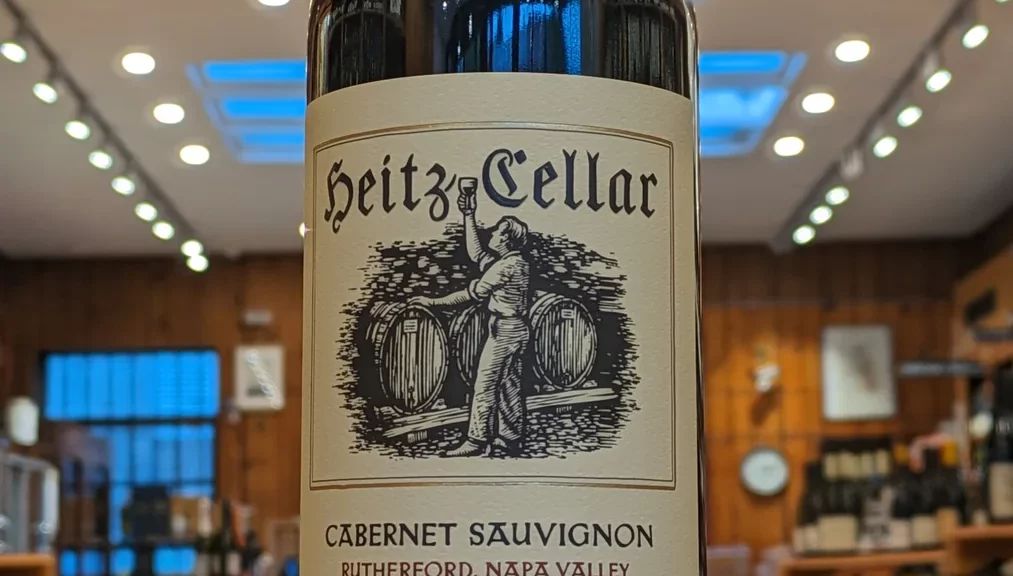 Heitz Cellar
CABERNET SAUVIGNON
RUTHERFORD, NAPA VALLEY